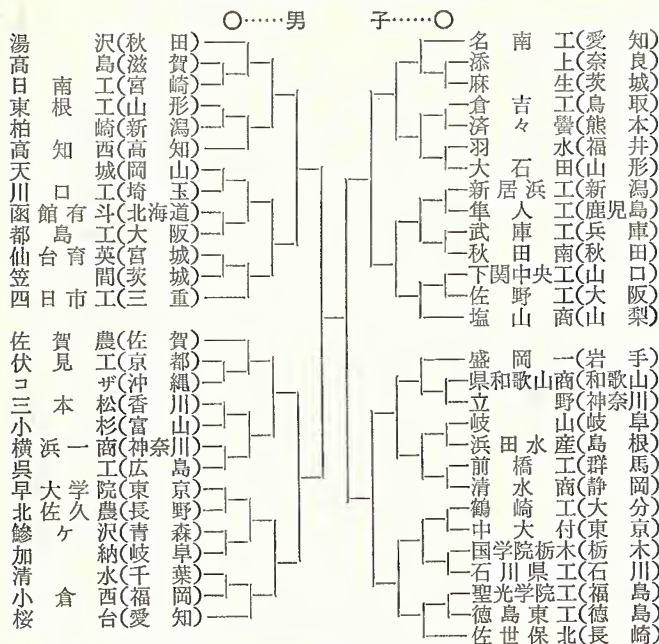 ○……男　子……○
湯沢(秋田)
高島(滋賀)
日南工(宮崎)
東根工(山形)
柏崎(新潟)
高知西(高知)
天城(岡山)
川口工(埼玉)
函館有斗(北海道)
都島工(大阪)
仙台育英(宮城)
笠間(茨城)
四日市工(三重)
佐賀農(佐賀)
伏見工(京都)
コザ(沖縄)
三本松(香川)
小杉(富山)
横浜一商(神奈川)
呉工(広島)
早大学院(東京)
北佐久農(長野)
鰺ヶ沢(青森)
加納(岐阜)
清水(千葉)
小倉西(福岡)
桜台(愛知)
名南工(愛知)
添上(奈良)
麻生(茨城)
倉吉工(鳥取)
済々黌(熊本)
羽水(福井)
大石田(山形)
新居浜工(新潟)
隼人工(鹿児島)
武庫工(兵庫)
秋田南(秋田)
下関中央工(山口)
佐野工(大阪)
塩山商(山梨)
盛岡一(岩手)
県和歌山商(和歌山)
立野(神奈川)
岐山(岐阜)
浜田水産(島根)
前橋工(群馬)
清水商(静岡)
鶴崎工(大分)
中大付(東京)
国学院栃木(栃木)
石川県工(石川)
聖光学院工(福島)
徳島東工(徳島)
佐世保北(長崎)